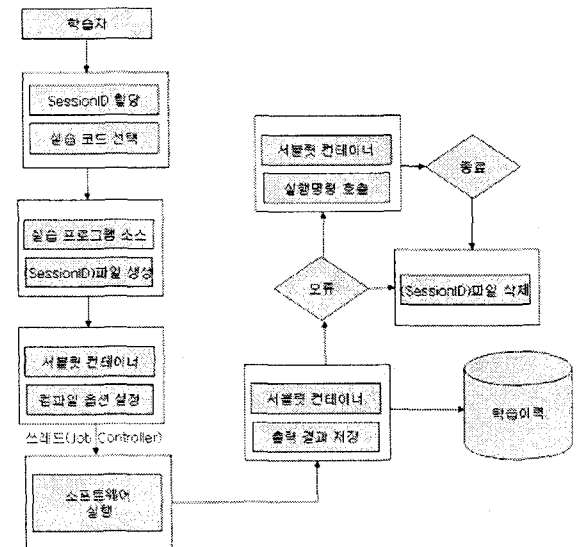 학습자
SessionID 할당
실습 코드 선택
실습 프로그램 소스
(SessionID)파일 생성
서블릿 컨테이너
컴파일 옵션 설정
쓰레드(Job Controller)
소프트웨어
실행
서블릿 컨테이너
실행명령 호출
종료
오류
(SessionID)파일 삭제
서블릿 컨테이너
출력 결과 저장
학습이력